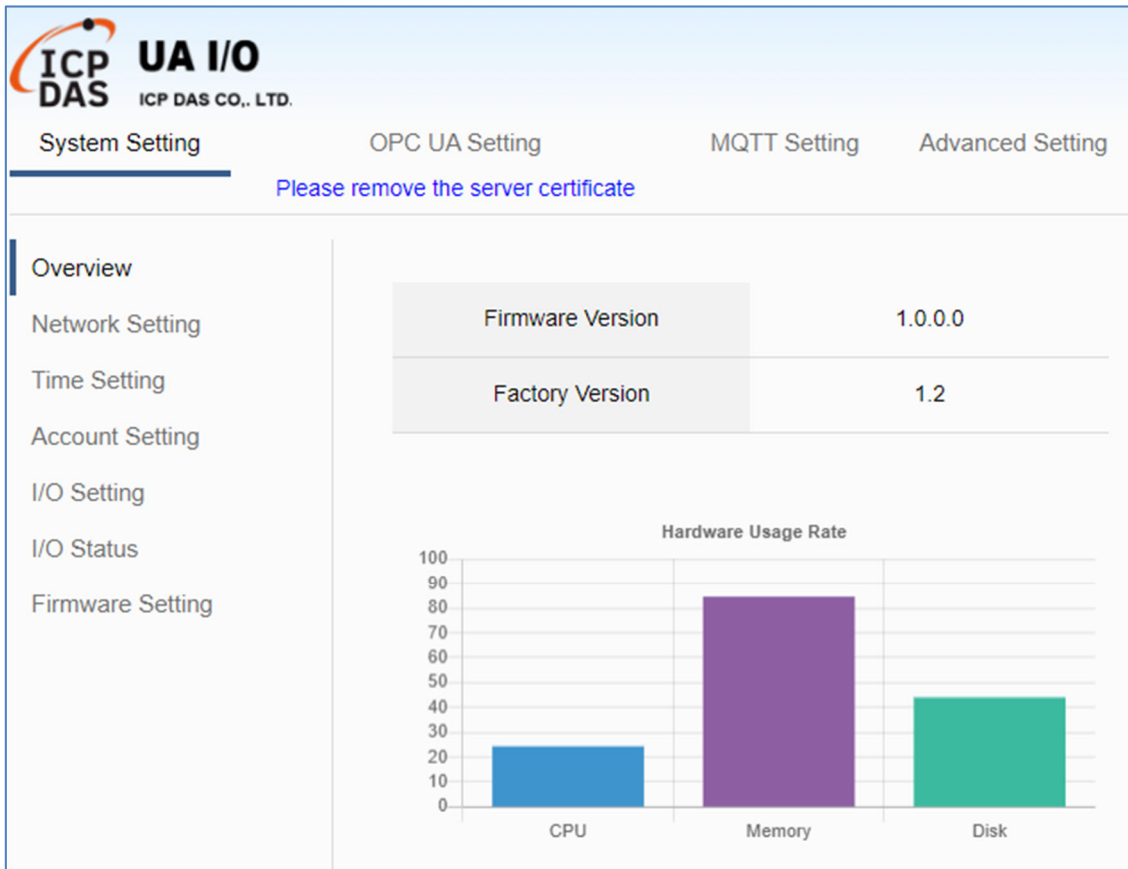 ICP DAS
UA I/O
ICP DAS CO,. LTD.
System Setting OPC UA Setting MQTT Setting Advanced Setting
Please remove the server certificate
Overview
Network Setting
Time Setting
Account Setting
I/O Setting
I/O Status
Firmware Setting
Firmware Version 1.0.0.0
Factory Version 1.2
Hardware Usage Rate
100
90
80
70
60
50
40
30
20
10
0
CPU Memory Disk